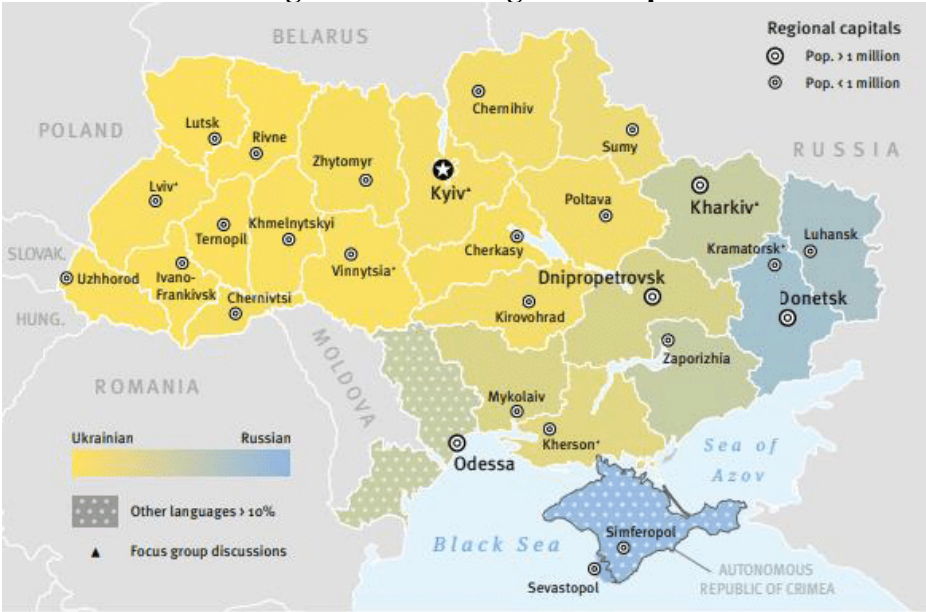 BELARUS
Regional capitals
Pop. > 1 million
Pop. < 1 million
Chernihiv
POLAND
Lutsk
Rivne
Sumy
RUSSIA
Zhytomyr
Kyiv▲
Lviv▲
Poltava
Kharkiv▲
Khmelnytskyi
Ternopil
Cherkasy
Luhansk
Kramatorsk▲
SLOVAK.
Uzhhorod
Ivano-
Frankivsk
Vinnytsia▲
Dnipropetrovsk
Chernivtsi
Donetsk
HUNG.
Kirovohrad
MOLDOVA
Zaporizhia
ROMANIA
Mykolaiv
Ukrainian
Russian
Kherson▲
Sea of
Azov
Odessa
Other languages > 10%
▲ Focus group discussions
Black Sea
Simferopol
Sevastopol
AUTONOMOUS
REPUBLIC OF CRIMEA